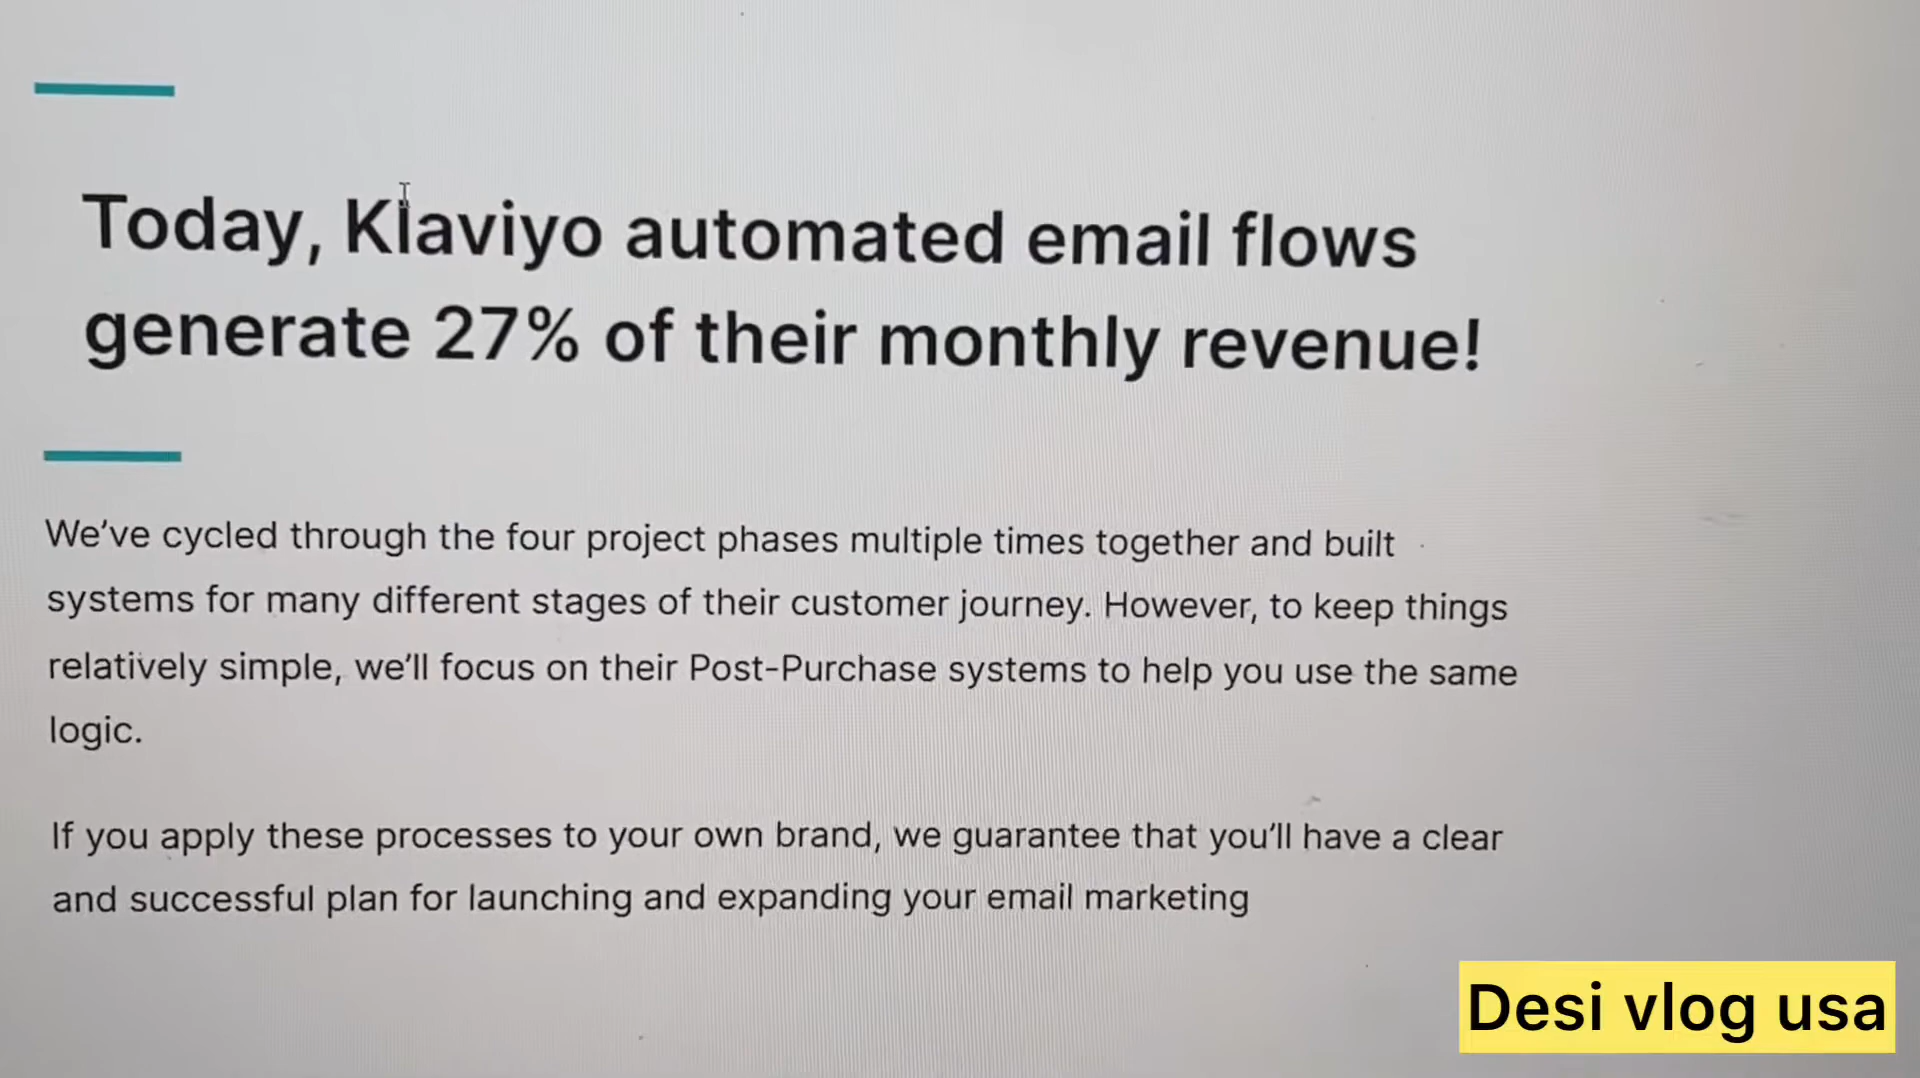 Today, Klaviyo automated email flows
generate 27% of their monthly revenue!
We’ve cycled through the four project phases multiple times together and built
systems for many different stages of their customer journey. However, to keep things
relatively simple, we’ll focus on their Post-Purchase systems to help you use the same
logic.
If you apply these processes to your own brand, we guarantee that you’ll have a clear
and successful plan for launching and expanding your email marketing
Desi vlog usa